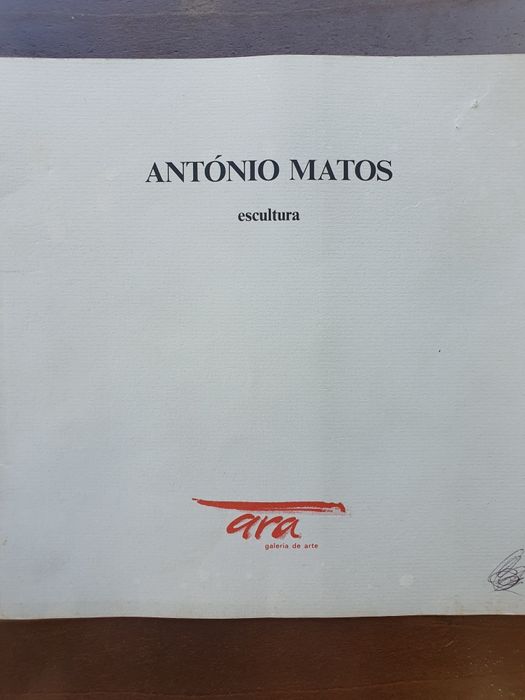 ANTÓNIO MATOS
escultura
ara
galeria de arte